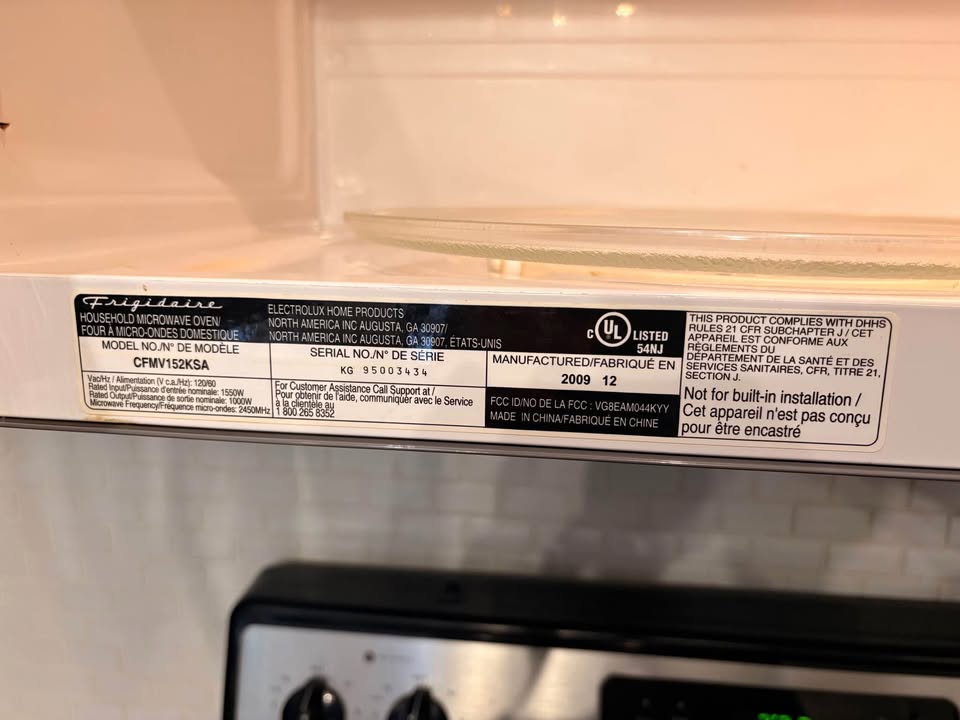 Frigidaire
HOUSEHOLD MICROWAVE OVEN/
FOUR À MICRO-ONDES DOMESTIQUE
ELECTROLUX HOME PRODUCTS
NORTH AMERICA INC AUGUSTA, GA 30907/
NORTH AMERICA INC AUGUSTA, GA 30907, ÉTATS-UNIS
MODEL NO./N° DE MODÈLE
CFMV152KSA
SERIAL NO./N° DE SÉRIE
KG 95003434
C UL LISTED
54NJ
MANUFACTURED/FABRIQUÉ EN
2009 12
Vac/Hz / Alimentation (V c.a./Hz): 120/60
Rated Input/Puissance d'entrée nominale: 1550W
Rated Output/Puissance de sortie nominale: 1000W
Microwave Frequency/Fréquence micro-ondes: 2450MHz
For Customer Assistance Call Support at /
Pour obtenir de l'aide, communiquer avec le Service
à la clientèle au
1 800 265 8352
FCC ID/NO DE LA FCC : VG8EAM044KYY
MADE IN CHINA/FABRIQUÉ EN CHINE
THIS PRODUCT COMPLIES WITH DHHS
RULES 21 CFR SUBCHAPTER J./ CET
APPAREIL EST CONFORME AUX
RÈGLEMENTS DU
DÉPARTEMENT DE LA SANTÉ ET DES
SERVICES SANITAIRES, CFR, TITRE 21,
SECTION J.
Not for built-in installation /
Cet appareil n'est pas conçu
pour être encastré